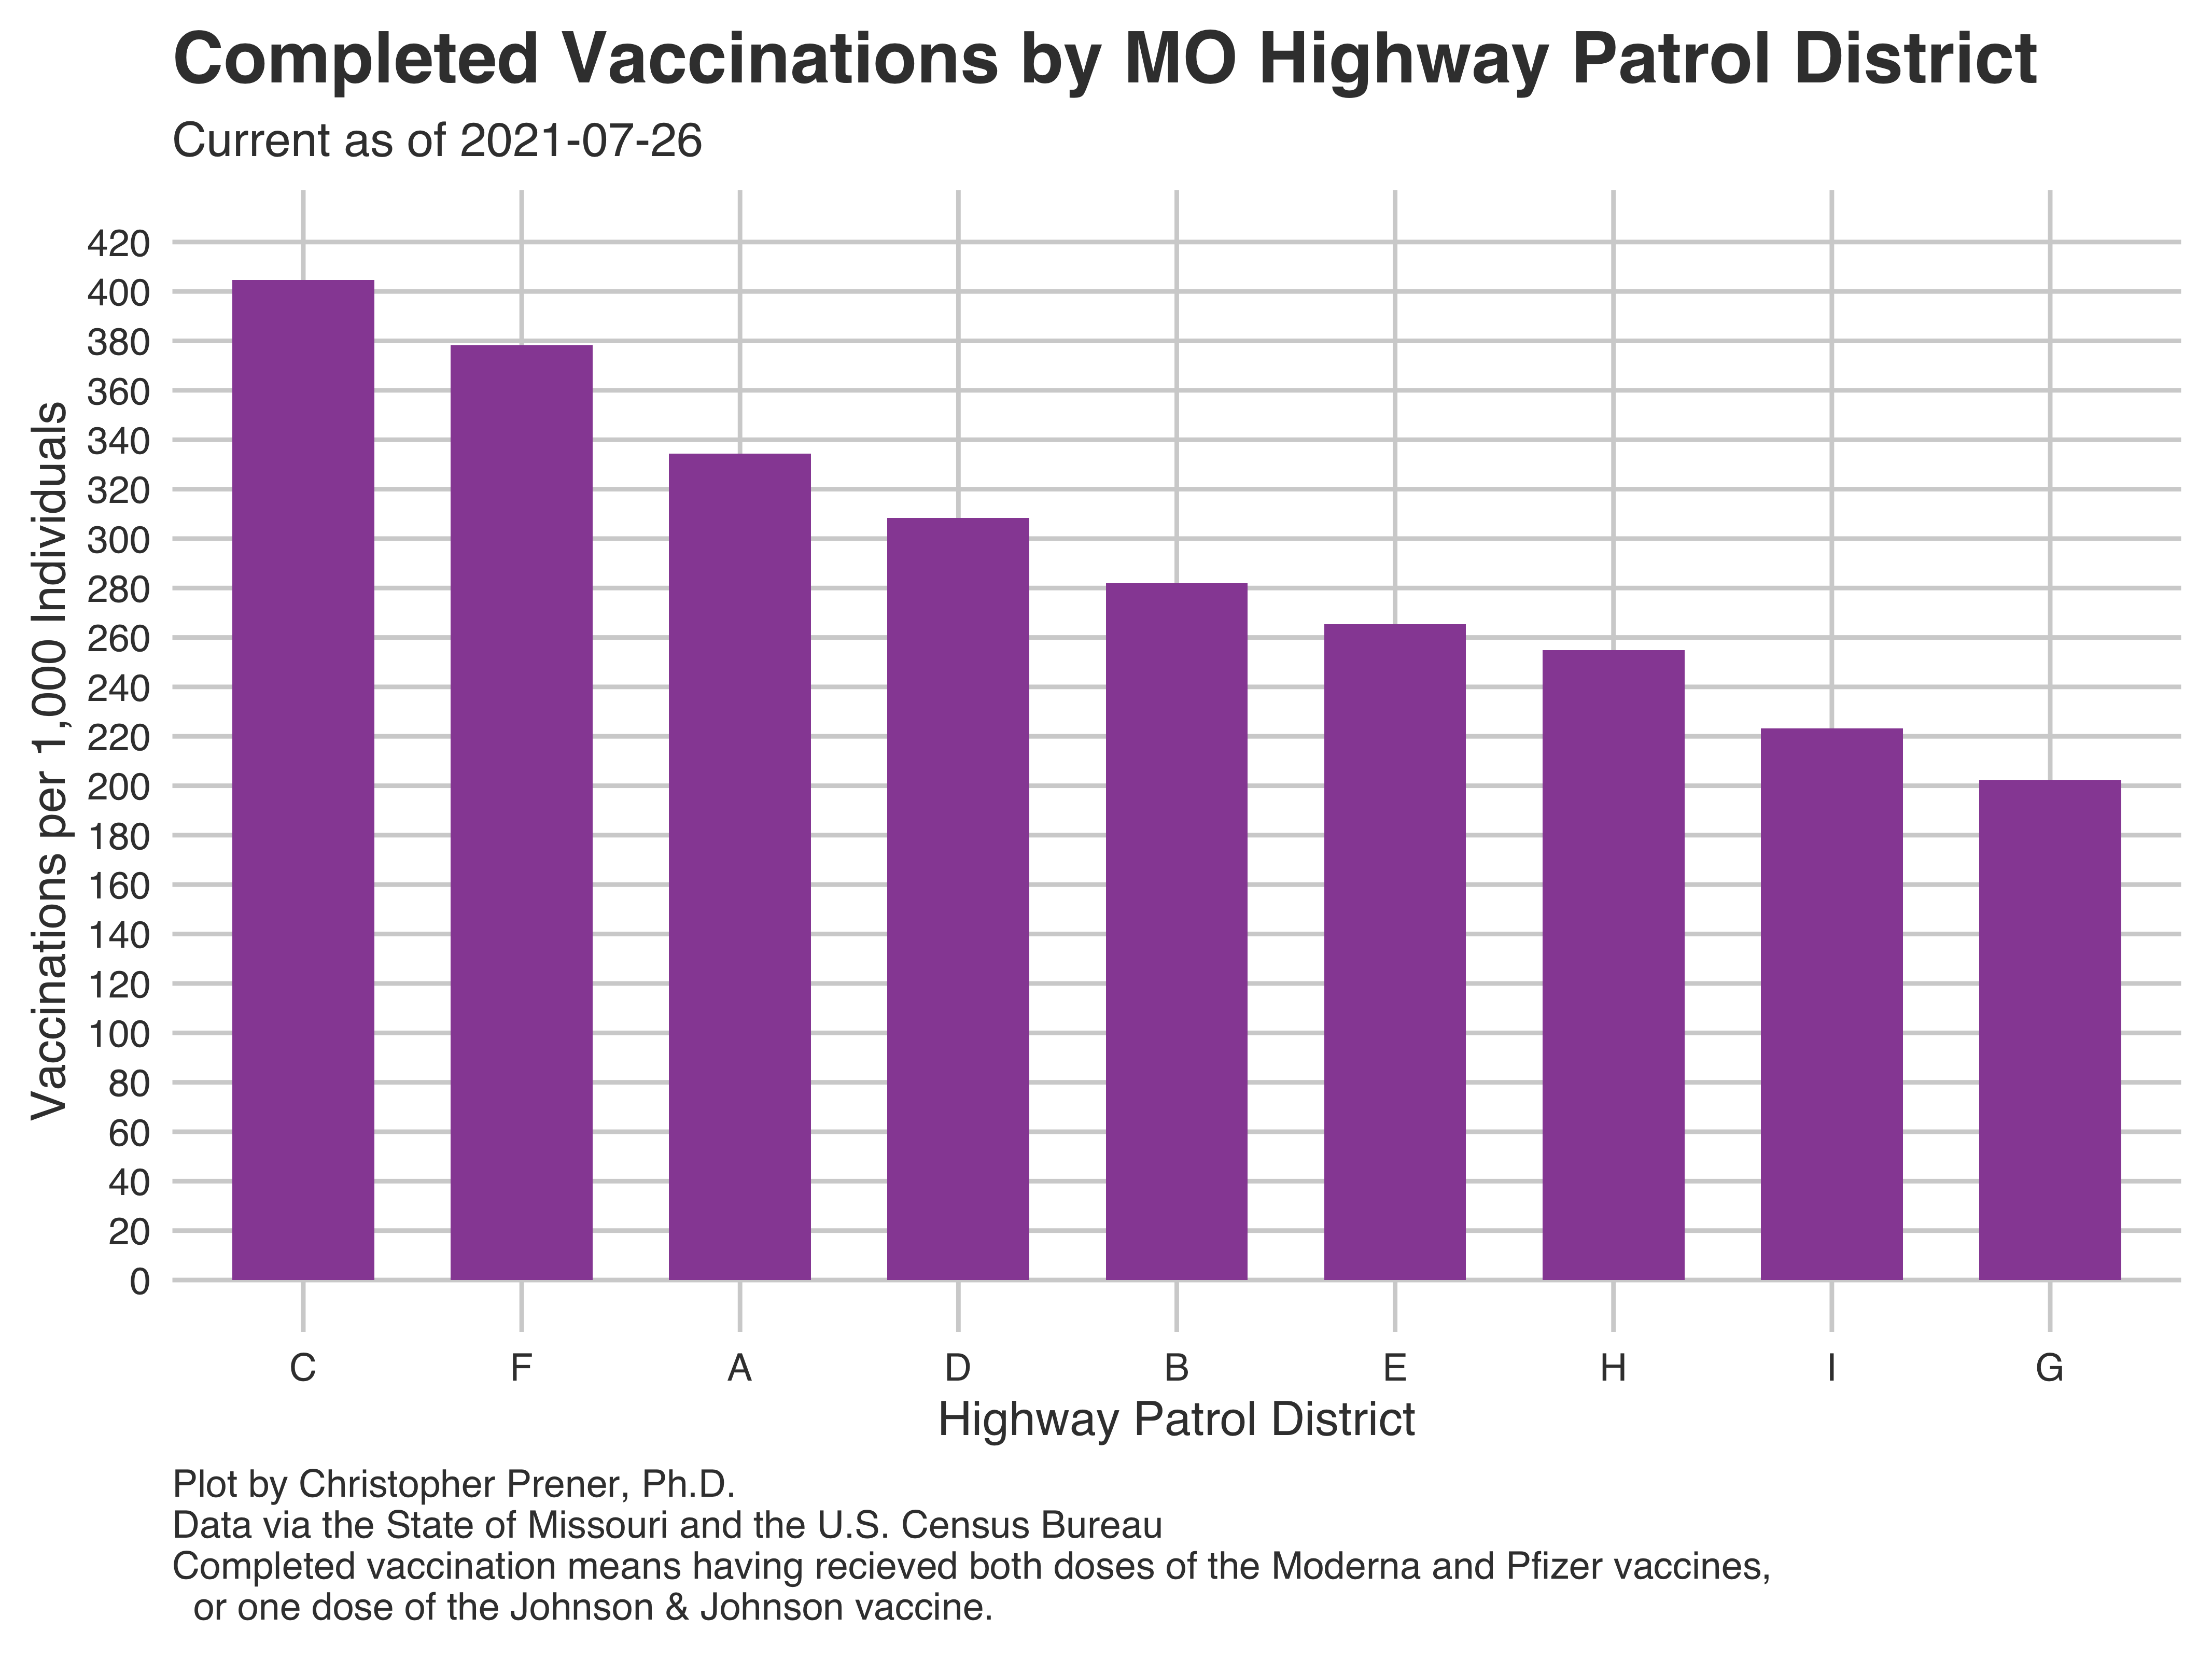 Completed Vaccinations by MO Highway Patrol District
Current as of 2021-07-26
Vaccinations per 1,000 Individuals
420
400
380
360
340
320
300
280
260
240
220
200
180
160
140
120
100
80
60
40
20
0
C F A D B E H I G
Highway Patrol District
Plot by Christopher Prener, Ph.D.
Data via the State of Missouri and the U.S. Census Bureau
Completed vaccination means having recieved both doses of the Moderna and Pfizer vaccines,
or one dose of the Johnson & Johnson vaccine.